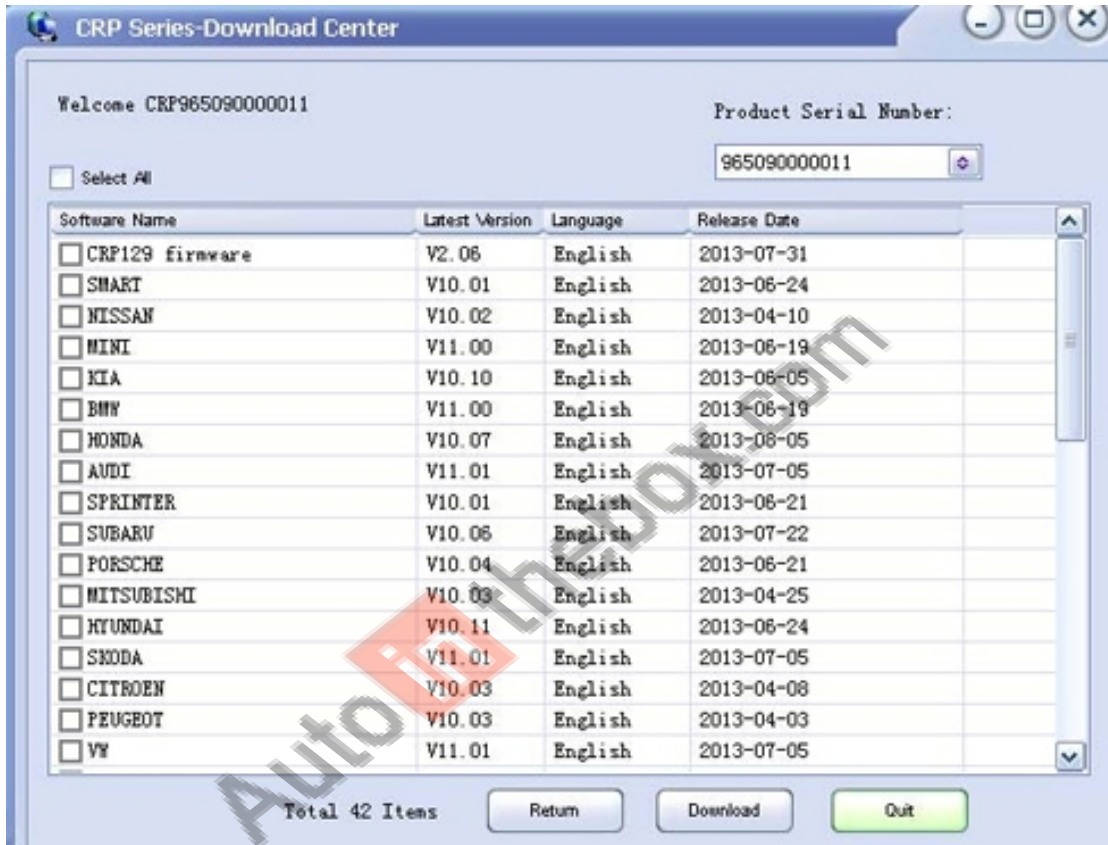 CRP Series-Download Center
Welcome CRP965090000011
Product Serial Number:
965090000011
Select All
Software Name Latest Version Language Release Date
CRP129 firmware V2.06 English 2013-07-31
SMART V10.01 English 2013-06-24
NISSAN V10.02 English 2013-04-10
MINI V11.00 English 2013-06-19
KIA V10.10 English 2013-06-05
BMW V11.00 English 2013-06-19
HONDA V10.07 English 2013-08-05
AUDI V11.01 English 2013-07-05
SPRINTER V10.01 English 2013-06-21
SUBARU V10.06 English 2013-07-22
PORSCHE V10.04 English 2013-06-21
MITSUBISHI V10.03 English 2013-04-25
HYUNDAI V10.11 English 2013-06-24
SKODA V11.01 English 2013-07-05
CITROEN V10.03 English 2013-04-08
PEUGEOT V10.03 English 2013-04-03
VW V11.01 English 2013-07-05
Total 42 Items Return Download Quit
Autointhebox.com